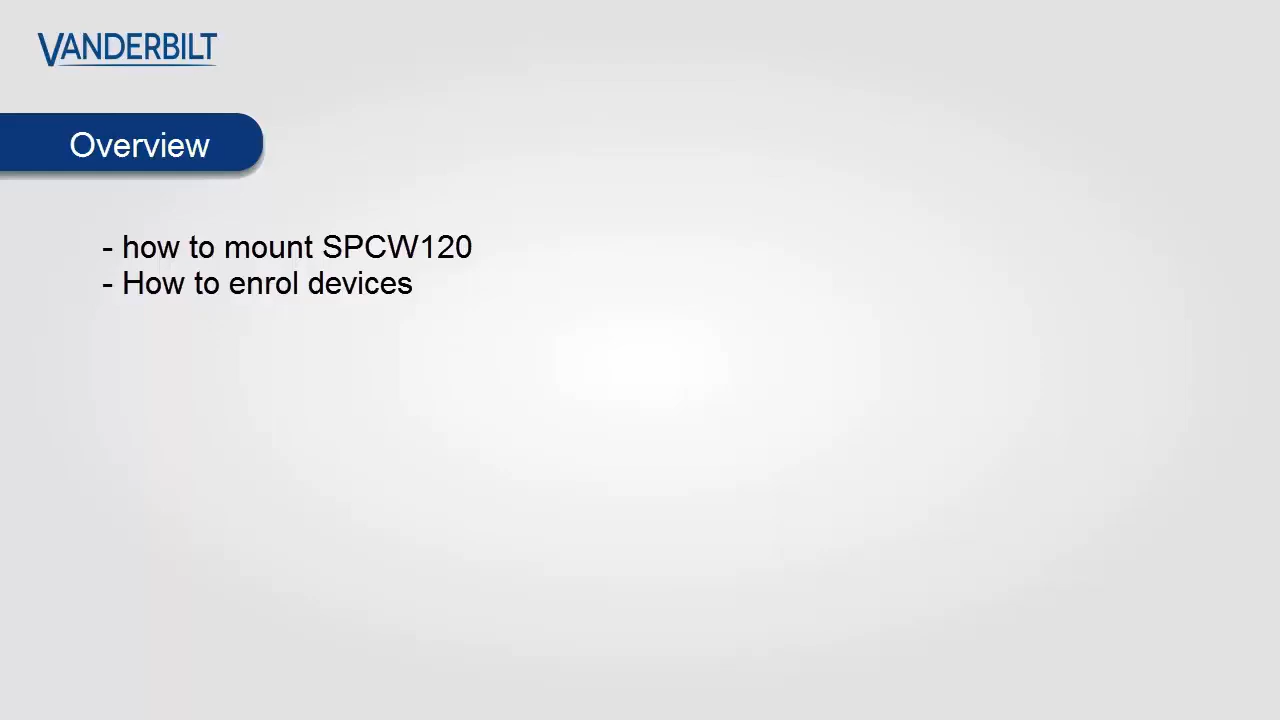 VANDERBILT
Overview
- how to mount SPCW120
- How to enrol devices